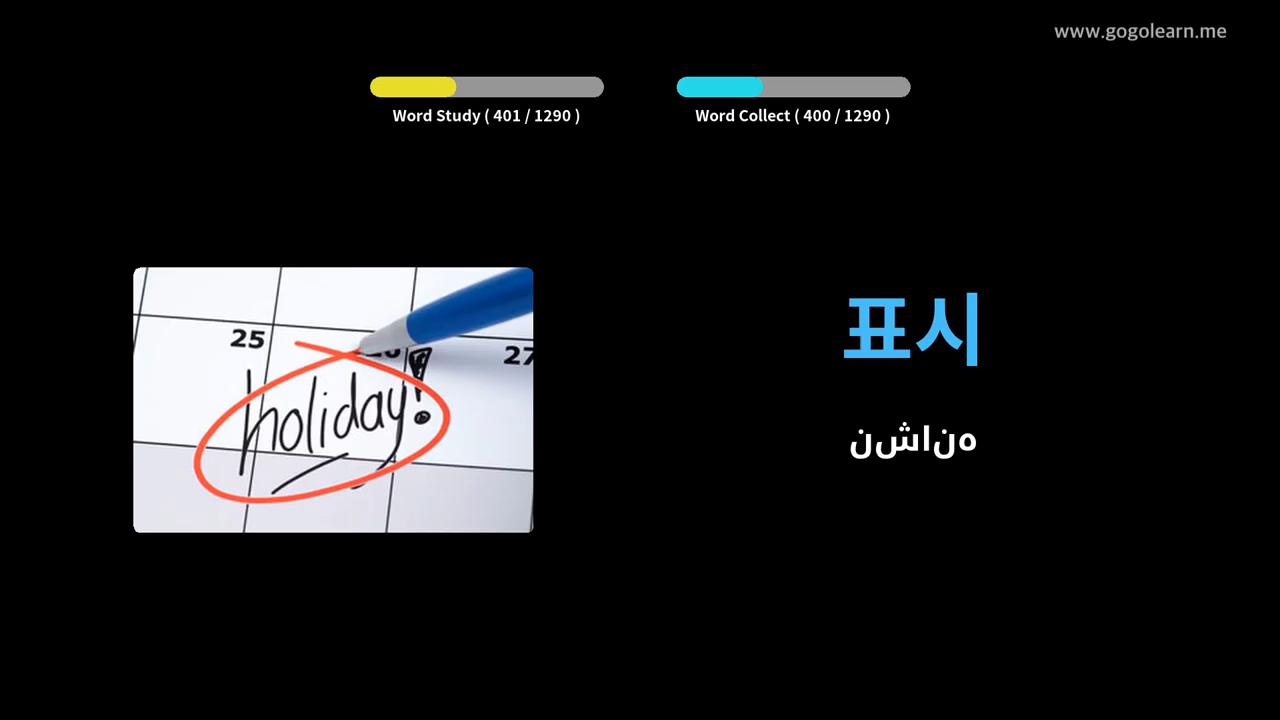 www.gogolearn.me
Word Study ( 401 / 1290 )
Word Collect ( 400 / 1290 )
25
27
holiday!
표시
نشانه